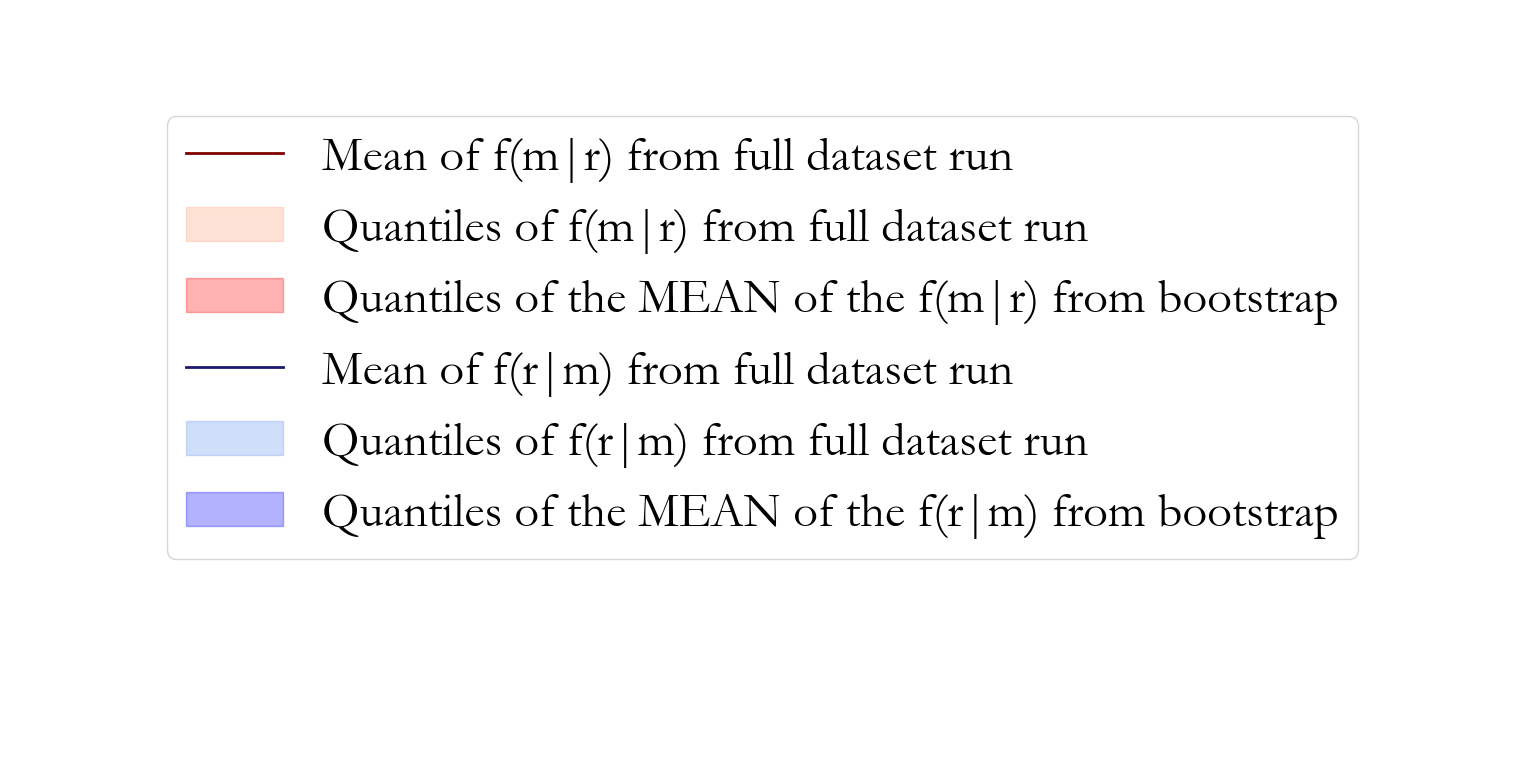 Mean of f(m|r) from full dataset run
Quantiles of f(m|r) from full dataset run
Quantiles of the MEAN of the f(m|r) from bootstrap
Mean of f(r|m) from full dataset run
Quantiles of f(r|m) from full dataset run
Quantiles of the MEAN of the f(r|m) from bootstrap